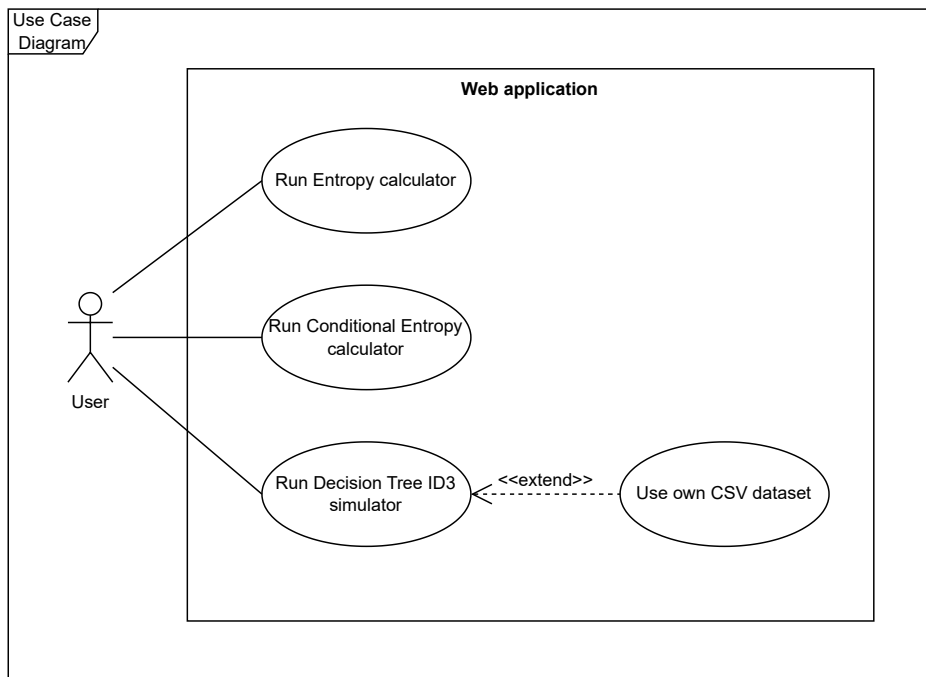 Use Case
Diagram
Web application
Run Entropy calculator
Run Conditional Entropy
calculator
User
Run Decision Tree ID3
simulator
<<extend>>
Use own CSV dataset